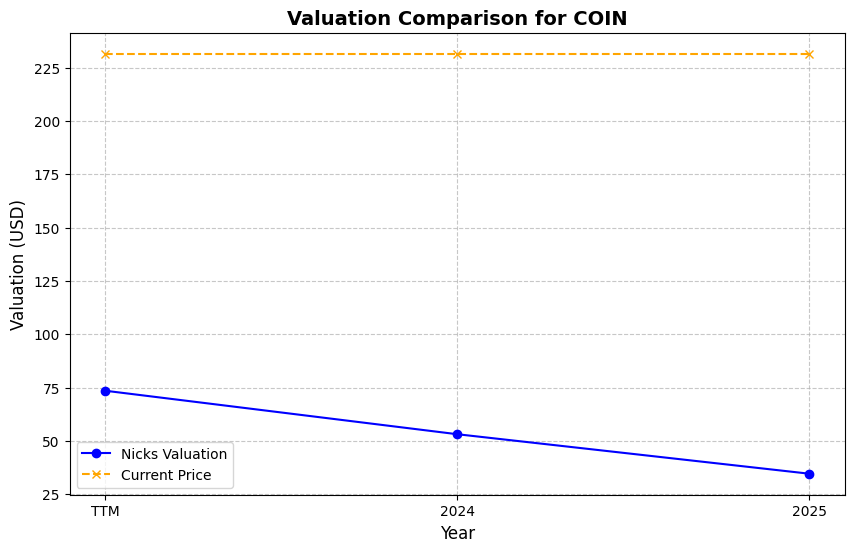 Valuation Comparison for COIN
Valuation (USD)
225
200
175
150
125
100
75
50
25
Nicks Valuation
Current Price
TTM
2024
2025
Year